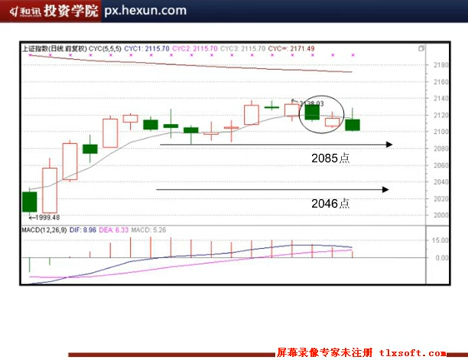 和讯 投资学院 px.hexun.com
上证指数(日线.前复权) CYC(5,5,5) CYC1: 2115.70 CYC2: 2115.70 CYC3: 2115.70 CYC∞: 2171.49
2180
2160
2138.03
2140
2120
2100
2085点
2080
2060
2046点
2040
2020
1999.48
2000
MACD(12,26,9) DIF: 8.96 DEA: 6.33 MACD: 5.26
15.00
0.00
屏幕录像专家未注册 tlxsoft.com